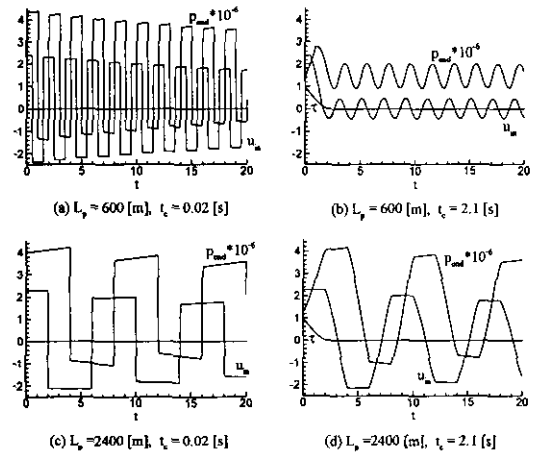 4
3
2
1
0
-1
-2
p_end*10^-6
u_in
0 5 10 15 20
t
(a) L_p = 600 [m], t_c = 0.02 [s]
4
3
2
1
0
-1
-2
p_end*10^-6
τ
u_in
0 5 10 15 20
t
(b) L_p = 600 [m], t_c = 2.1 [s]
4
3
2
1
0
-1
-2
p_end*10^-6
u_in
0 5 10 15 20
t
(c) L_p =2400 [m], t_c = 0.02 [s]
4
3
2
1
0
-1
-2
p_end*10^-6
τ
u_in
0 5 10 15 20
t
(d) L_p =2400 [m], t_c = 2.1 [s]